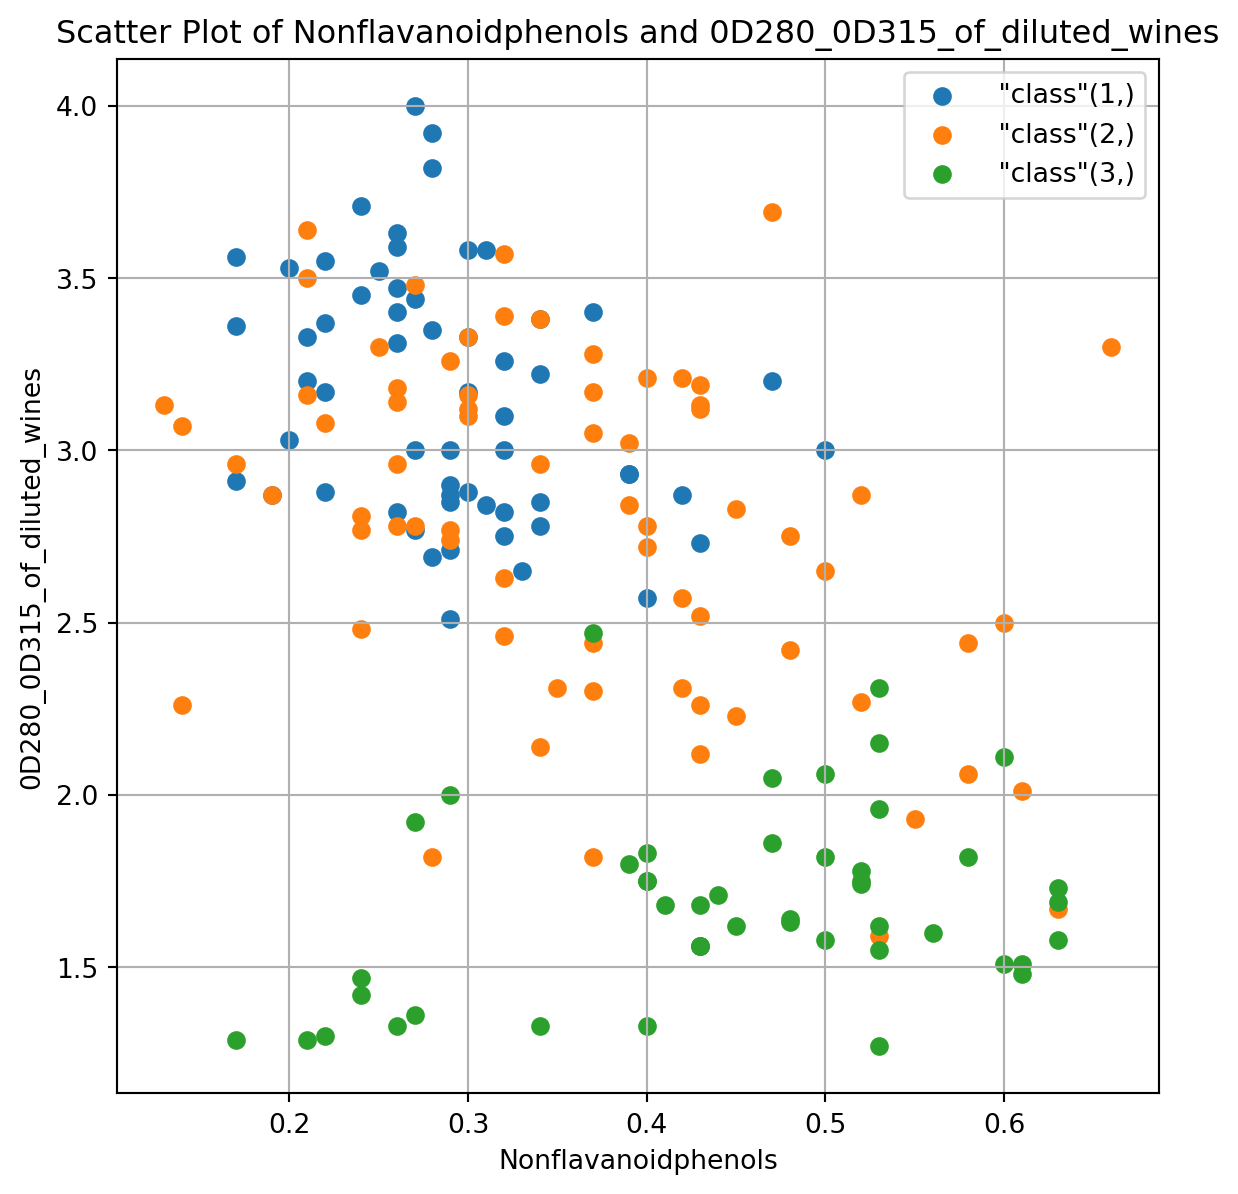 Scatter Plot of Nonflavanoidphenols and 0D280_0D315_of_diluted_wines
"class"(1,)
"class"(2,)
"class"(3,)
0D280_0D315_of_diluted_wines
4.0
3.5
3.0
2.5
2.0
1.5
0.2 0.3 0.4 0.5 0.6
Nonflavanoidphenols